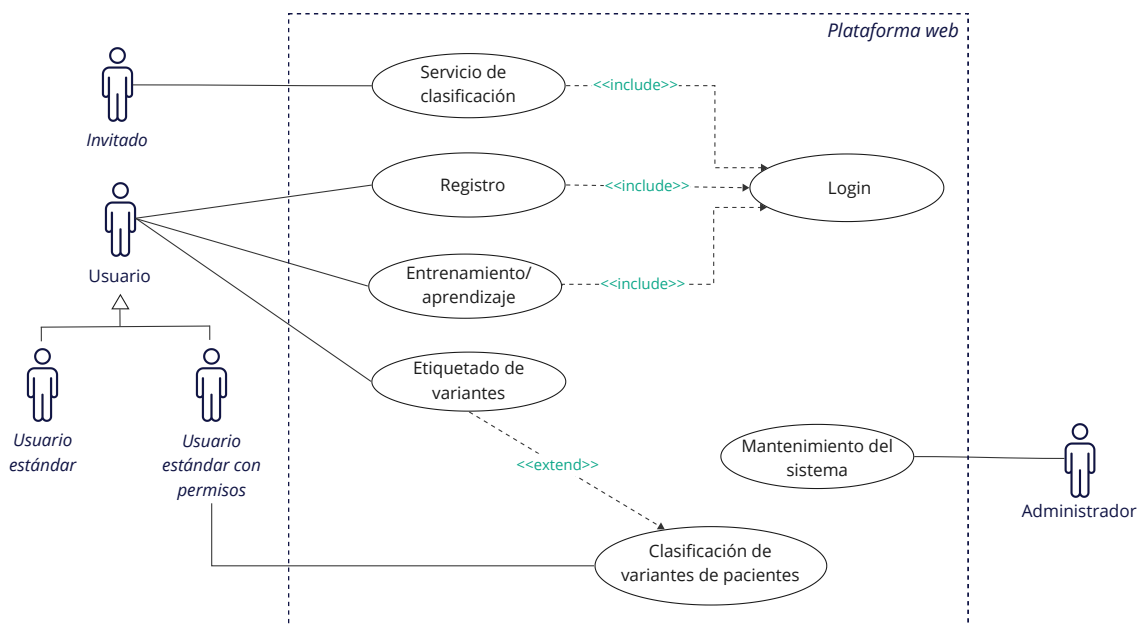 Plataforma web
Servicio de
clasificación
<<include>>
Invitado
Registro
<<include>>
Login
Usuario
Entrenamiento/
aprendizaje
<<include>>
Etiquetado de
variantes
Usuario
estándar
Usuario
estándar con
permisos
<<extend>>
Mantenimiento del
sistema
Administrador
Clasificación de
variantes de pacientes